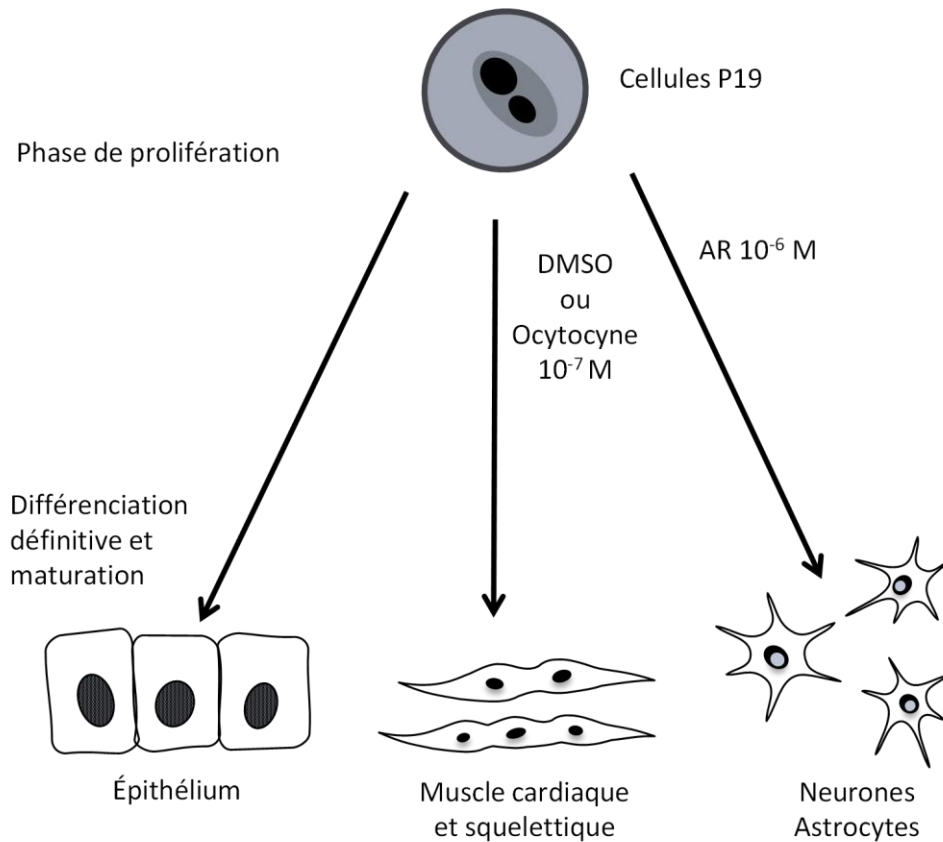 Cellules P19
Phase de prolifération
AR 10⁻⁶ M
DMSO
ou
Ocytocyne
10⁻⁷ M
Différenciation
définitive et
maturation
Épithélium
Muscle cardiaque
et squelettique
Neurones
Astrocytes